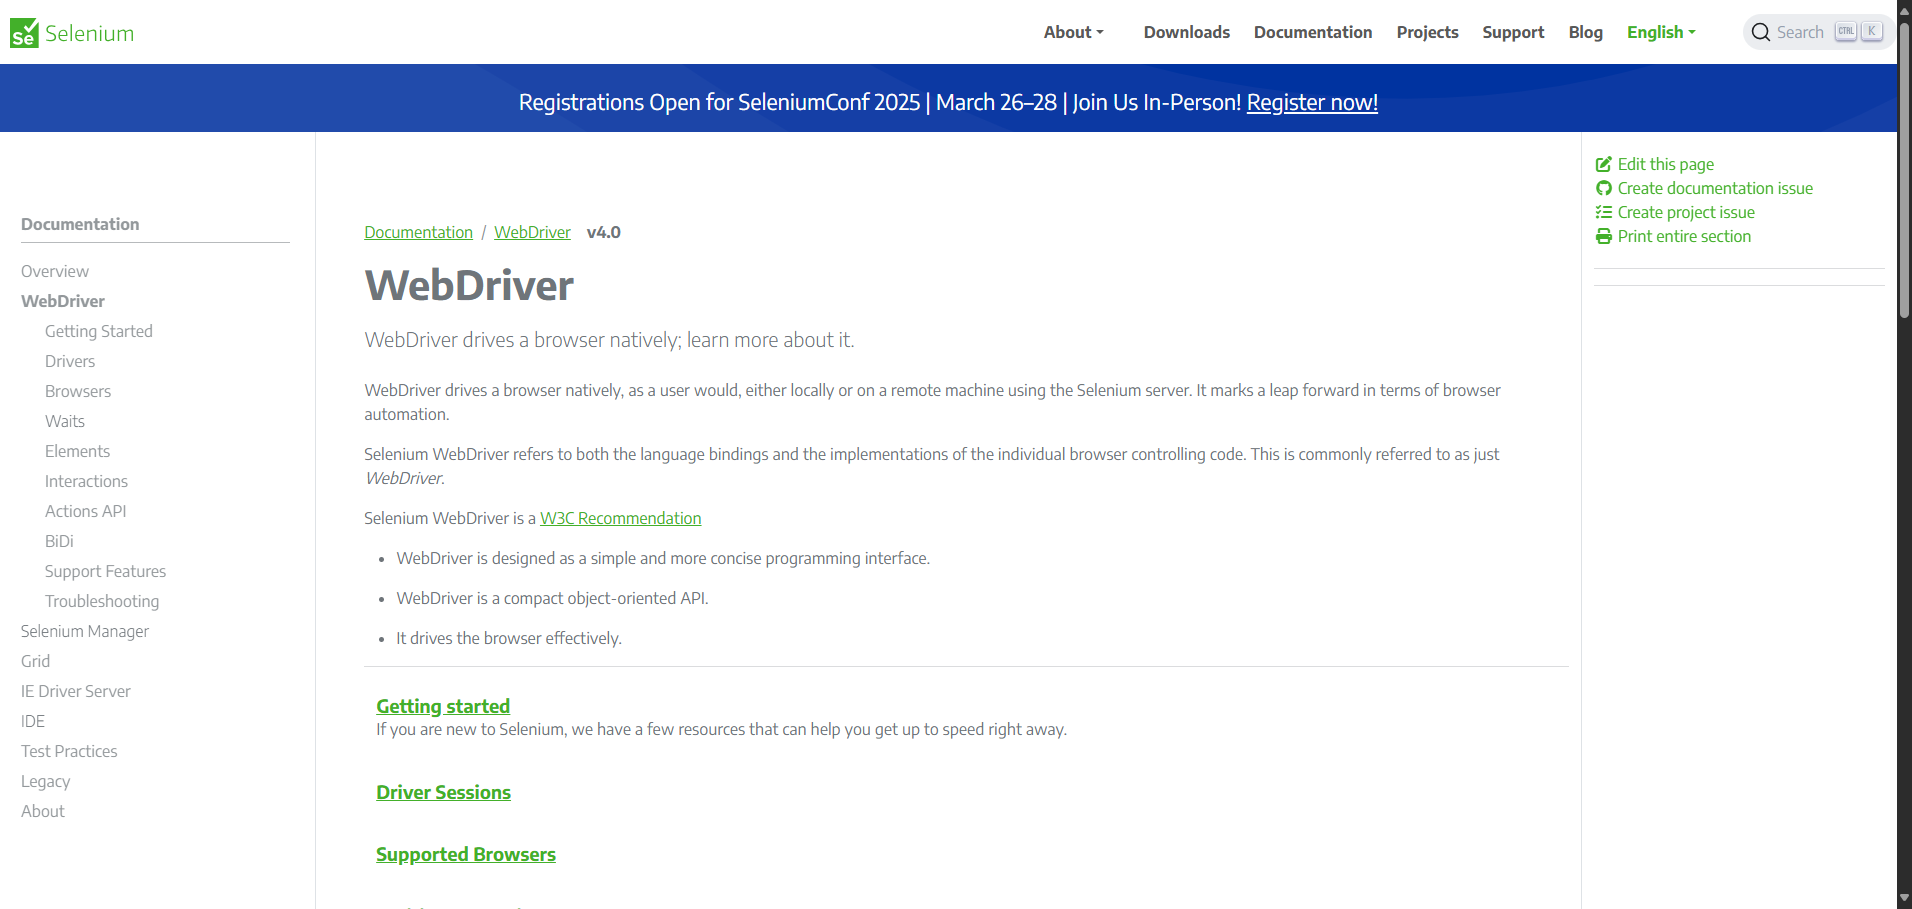 Selenium
About
Downloads
Documentation
Projects
Support
Blog
English
Search
CTRL
K
Registrations Open for SeleniumConf 2025 | March 26–28 | Join Us In-Person! Register now!
Documentation
Overview
WebDriver
Getting Started
Drivers
Browsers
Waits
Elements
Interactions
Actions API
BiDi
Support Features
Troubleshooting
Selenium Manager
Grid
IE Driver Server
IDE
Test Practices
Legacy
About
Documentation / WebDriver v4.0
WebDriver
WebDriver drives a browser natively; learn more about it.
WebDriver drives a browser natively, as a user would, either locally or on a remote machine using the Selenium server. It marks a leap forward in terms of browser
automation.
Selenium WebDriver refers to both the language bindings and the implementations of the individual browser controlling code. This is commonly referred to as just
WebDriver.
Selenium WebDriver is a W3C Recommendation
• WebDriver is designed as a simple and more concise programming interface.
• WebDriver is a compact object-oriented API.
• It drives the browser effectively.
Getting started
If you are new to Selenium, we have a few resources that can help you get up to speed right away.
Driver Sessions
Supported Browsers
Edit this page
Create documentation issue
Create project issue
Print entire section